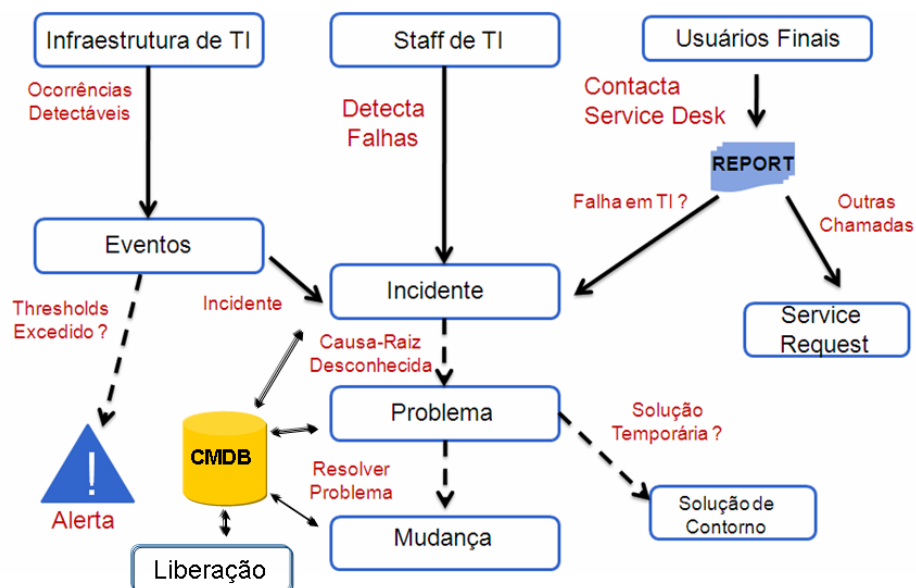 Infraestrutura de TI
Staff de TI
Usuários Finais
Ocorrências
Detectáveis
Detecta
Falhas
Contacta
Service Desk
REPORT
Falha em TI ?
Outras
Chamadas
Eventos
Incidente
Incidente
Thresholds
Excedido ?
Service
Request
Causa-Raiz
Desconhecida
Problema
Solução
Temporária ?
CMDB
!
Alerta
Resolver
Problema
Mudança
Solução de
Contorno
Liberação